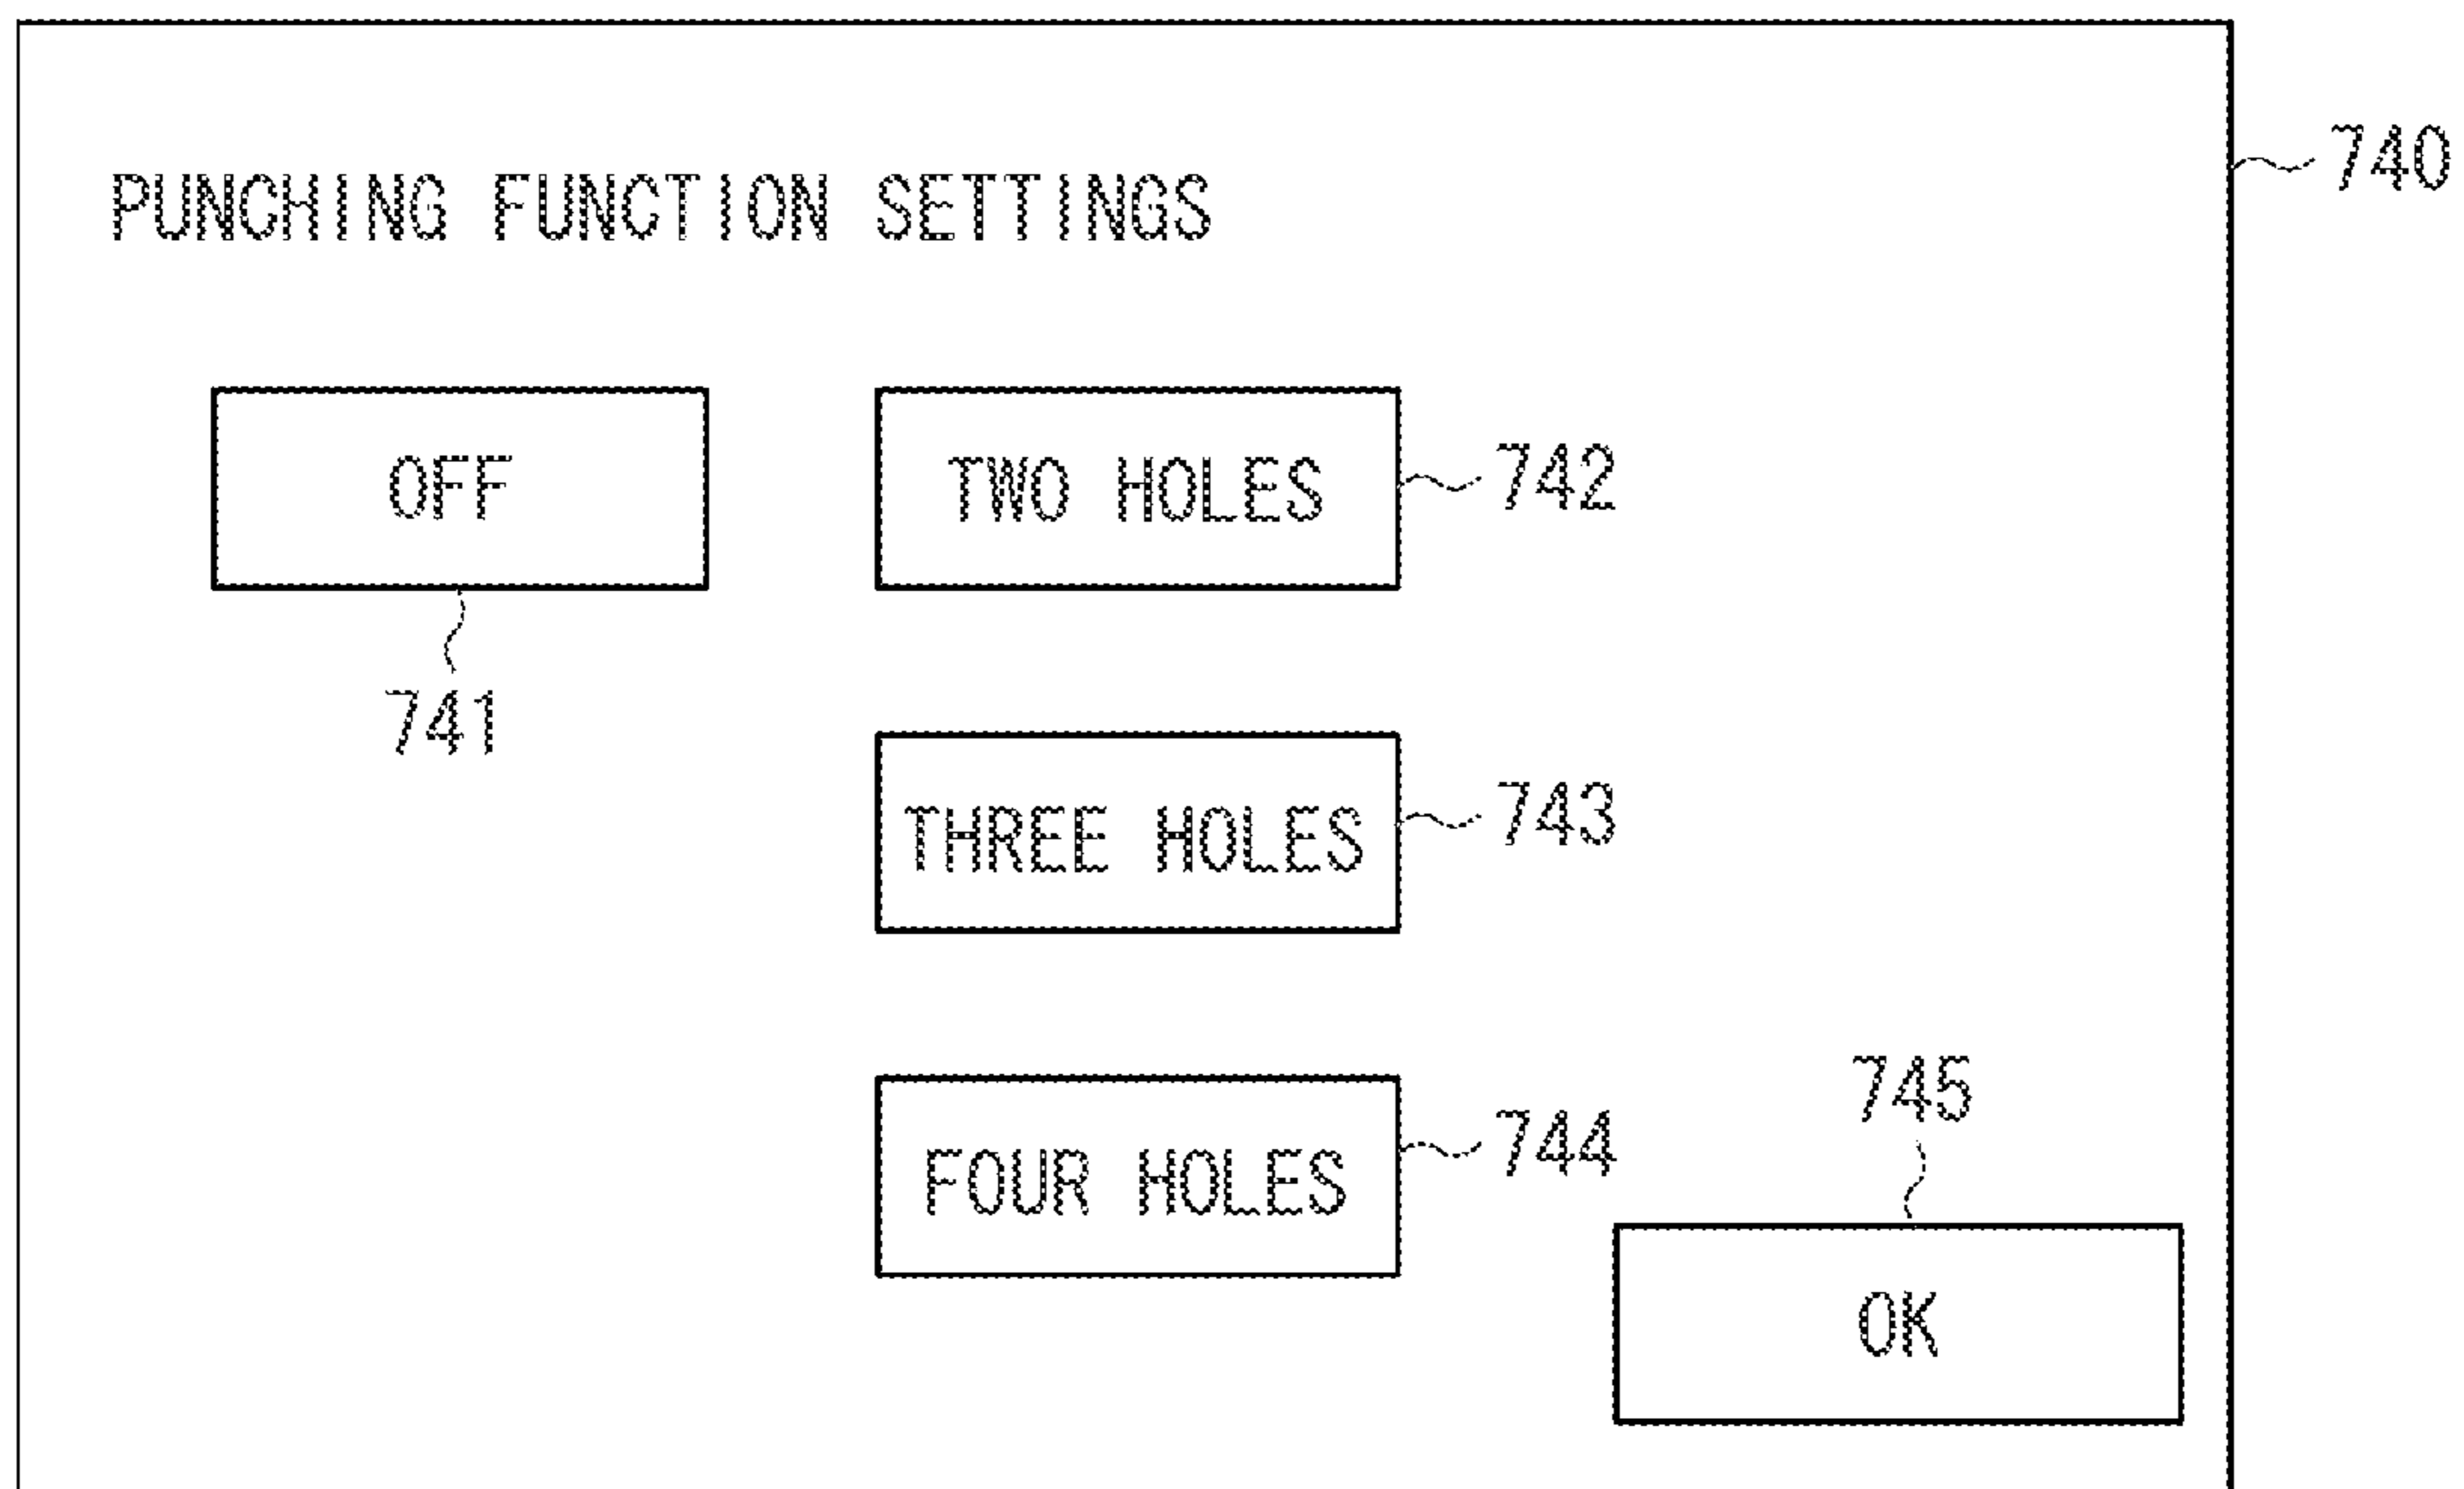 740
PUNCHING FUNCTION SETTINGS
OFF
TWO HOLES
742
741
THREE HOLES
743
FOUR HOLES
744
745
OK